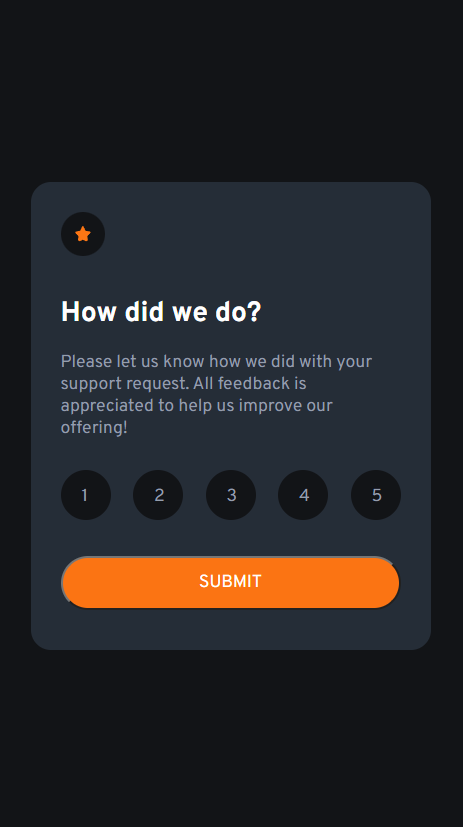 How did we do?
Please let us know how we did with your
support request. All feedback is
appreciated to help us improve our
offering!
1 2 3 4 5
SUBMIT